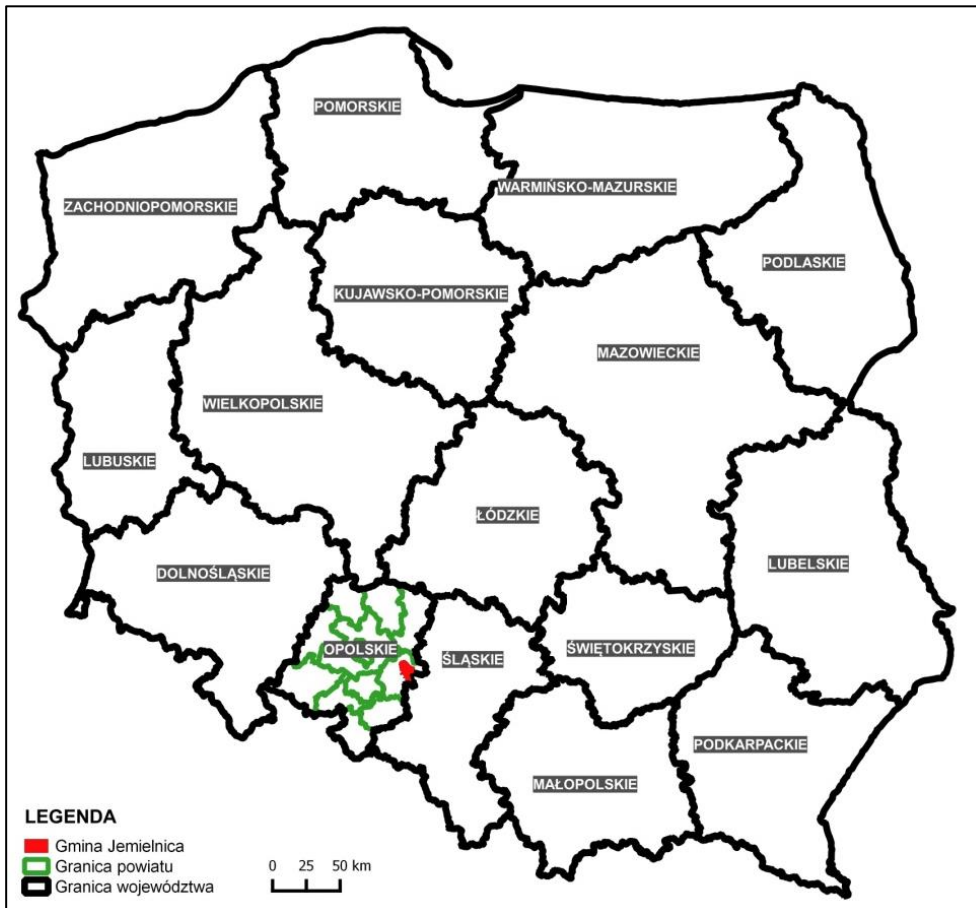 POMORSKIE
WARMIŃSKO-MAZURSKIE
ZACHODNIOPOMORSKIE
PODLASKIE
KUJAWSKO-POMORSKIE
MAZOWIECKIE
WIELKOPOLSKIE
LUBUSKIE
ŁÓDZKIE
LUBELSKIE
DOLNOŚLĄSKIE
OPOLSKIE
ŚLĄSKIE
ŚWIĘTOKRZYSKIE
PODKARPACKIE
MAŁOPOLSKIE
LEGENDA
Gmina Jemielnica
Granica powiatu
Granica województwa
0 25 50 km